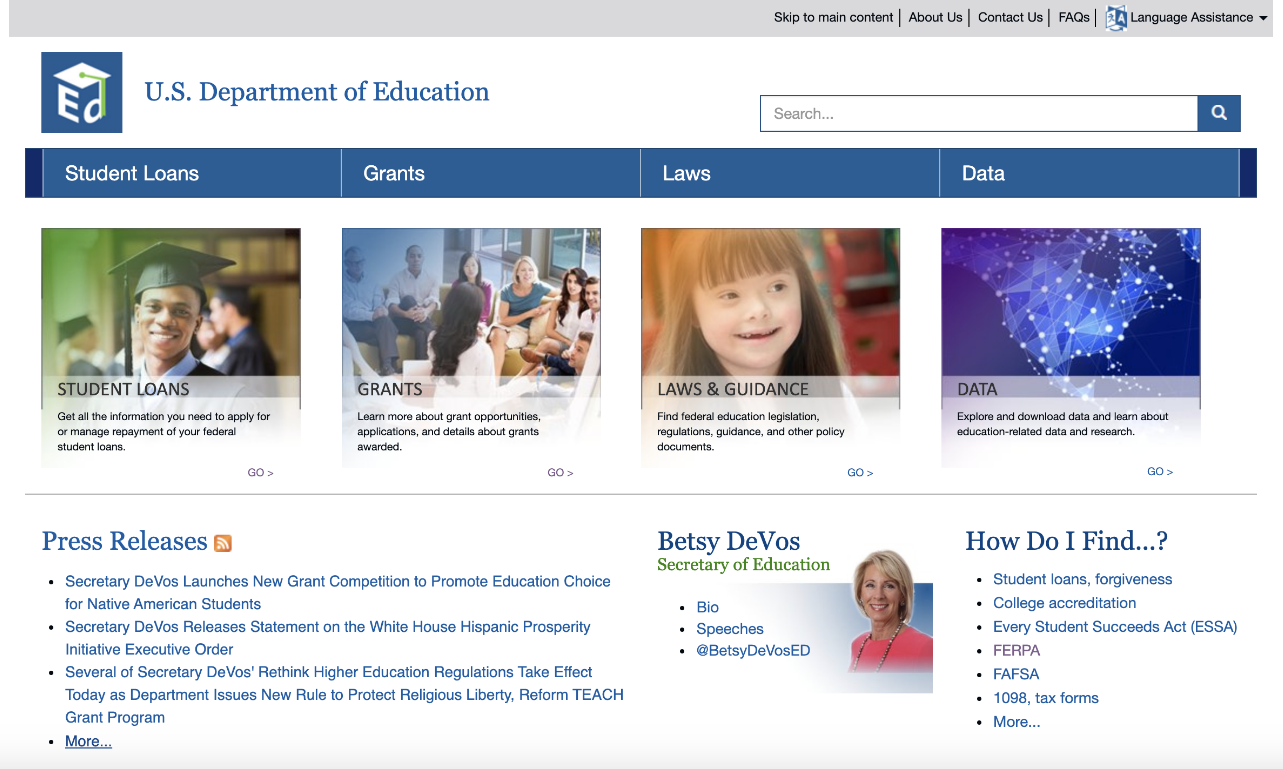 Skip to main content | About Us | Contact Us | FAQs | Language Assistance
Ed
U.S. Department of Education
Search...
Student Loans
Grants
Laws
Data
STUDENT LOANS
Get all the information you need to apply for
or manage repayment of your federal
student loans.
GO >
GRANTS
Learn more about grant opportunities,
applications, and details about grants
awarded.
GO >
LAWS & GUIDANCE
Find federal education legislation,
regulations, guidance, and other policy
documents.
GO >
DATA
Explore and download data and learn about
education-related data and research.
GO >
Press Releases
Secretary DeVos Launches New Grant Competition to Promote Education Choice
for Native American Students
Secretary DeVos Releases Statement on the White House Hispanic Prosperity
Initiative Executive Order
Several of Secretary DeVos' Rethink Higher Education Regulations Take Effect
Today as Department Issues New Rule to Protect Religious Liberty, Reform TEACH
Grant Program
More...
Betsy DeVos
Secretary of Education
Bio
Speeches
@BetsyDeVosED
How Do I Find...?
Student loans, forgiveness
College accreditation
Every Student Succeeds Act (ESSA)
FERPA
FAFSA
1098, tax forms
More...